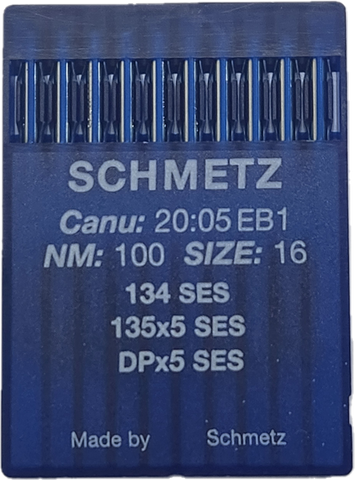 SCHMETZ
Canu: 20:05 EB1
NM: 100 SIZE: 16
134 SES
135x5 SES
DPx5 SES
Made by Schmetz